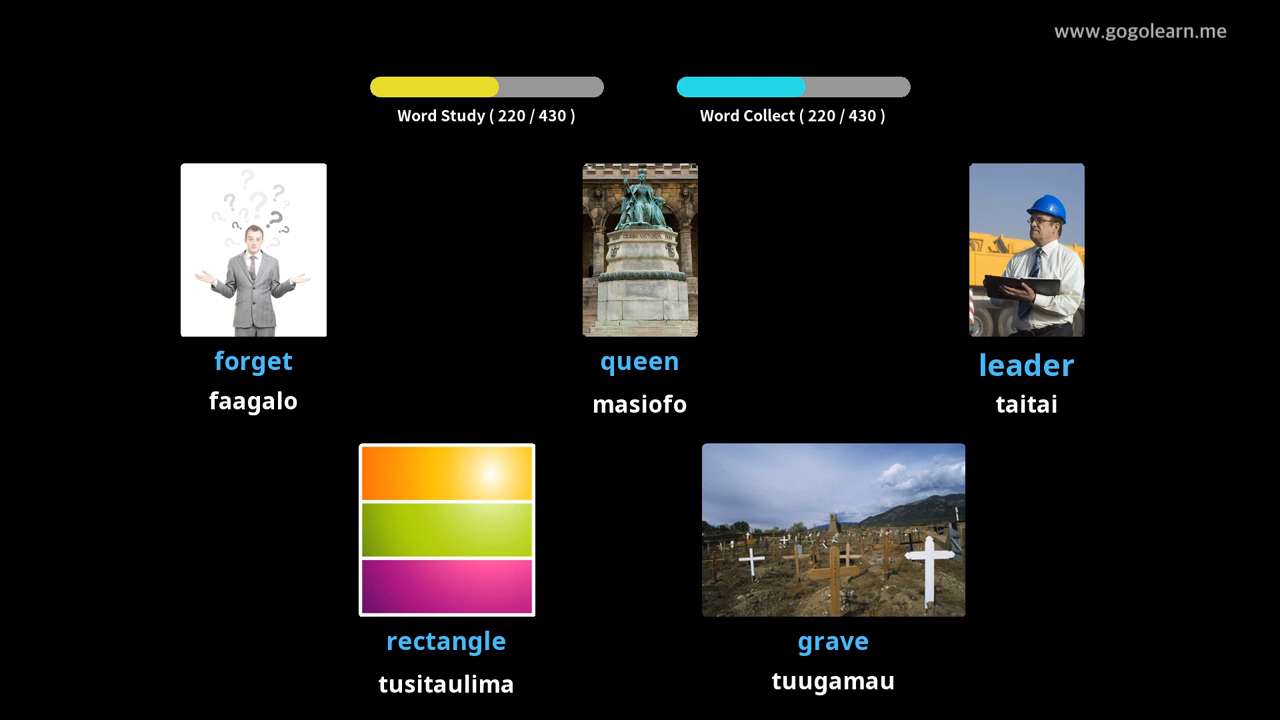 www.gogolearn.me
Word Study ( 220 / 430 )
Word Collect ( 220 / 430 )
forget
faagalo
queen
masiofo
leader
taitai
rectangle
tusitaulima
grave
tuugamau